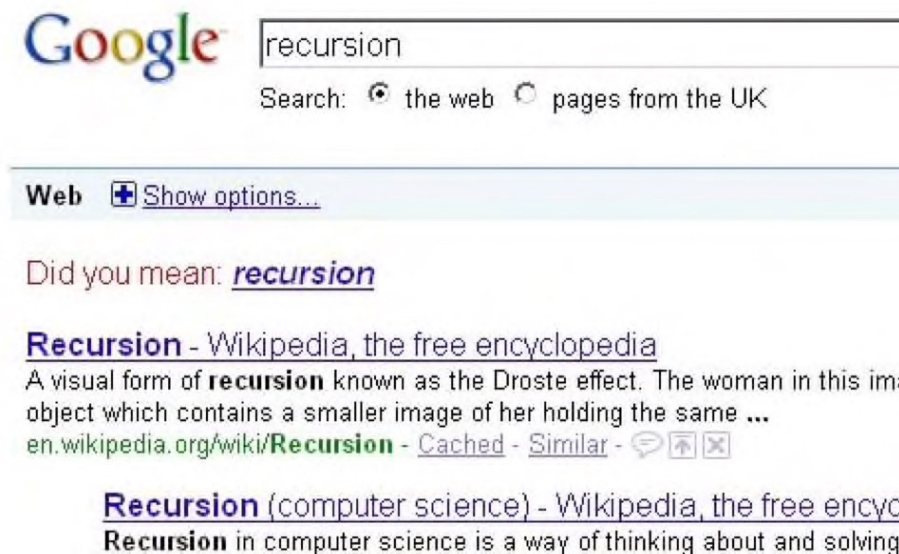 Google recursion
Search: the web pages from the UK
Web Show options...
Did you mean: recursion
Recursion - Wikipedia, the free encyclopedia
A visual form of recursion known as the Droste effect. The woman in this
object which contains a smaller image of her holding the same ...
en.wikipedia.org/wiki/Recursion - Cached - Similar -
Recursion (computer science) - Wikipedia, the free
Recursion in computer science is a way of thinking about and solving